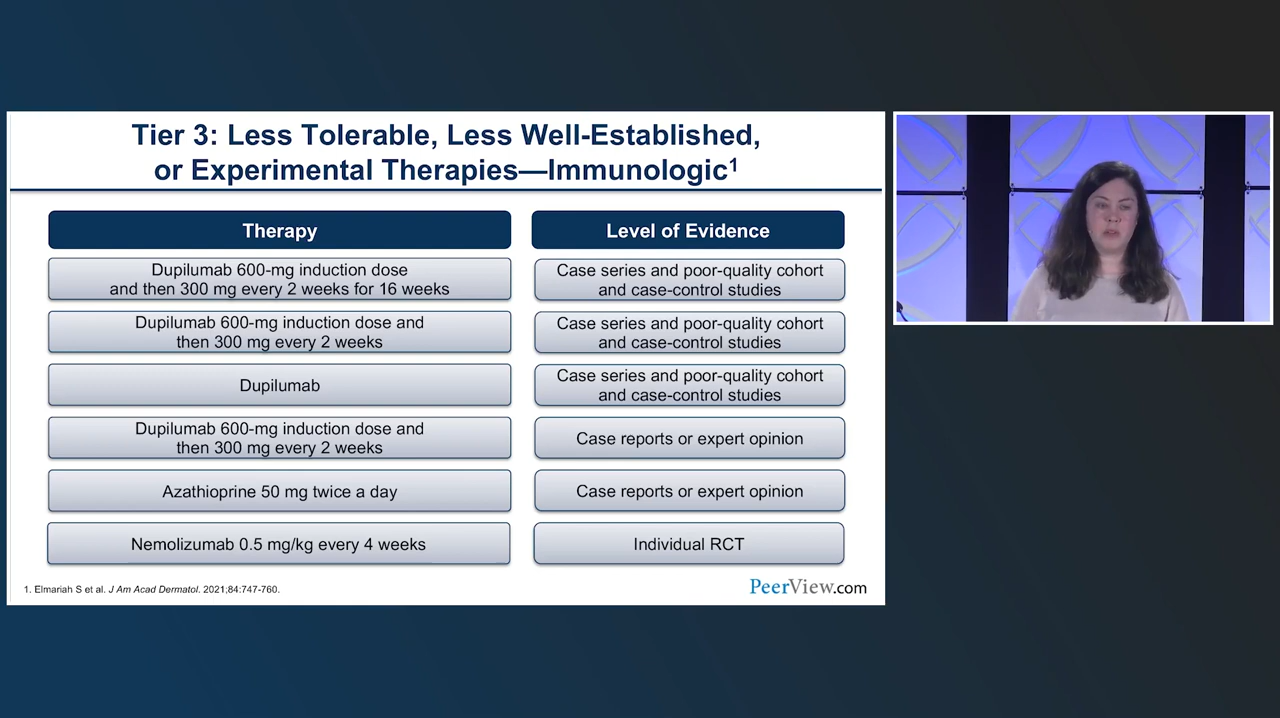 Tier 3: Less Tolerable, Less Well-Established,
or Experimental Therapies—Immunologic1
Therapy
Level of Evidence
Dupilumab 600-mg induction dose
and then 300 mg every 2 weeks for 16 weeks
Case series and poor-quality cohort
and case-control studies
Dupilumab 600-mg induction dose and
then 300 mg every 2 weeks
Case series and poor-quality cohort
and case-control studies
Dupilumab
Case series and poor-quality cohort
and case-control studies
Dupilumab 600-mg induction dose and
then 300 mg every 2 weeks
Case reports or expert opinion
Azathioprine 50 mg twice a day
Case reports or expert opinion
Nemolizumab 0.5 mg/kg every 4 weeks
Individual RCT
1. Elmariah S et al. J Am Acad Dermatol. 2021;84:747-760.
PeerView.com